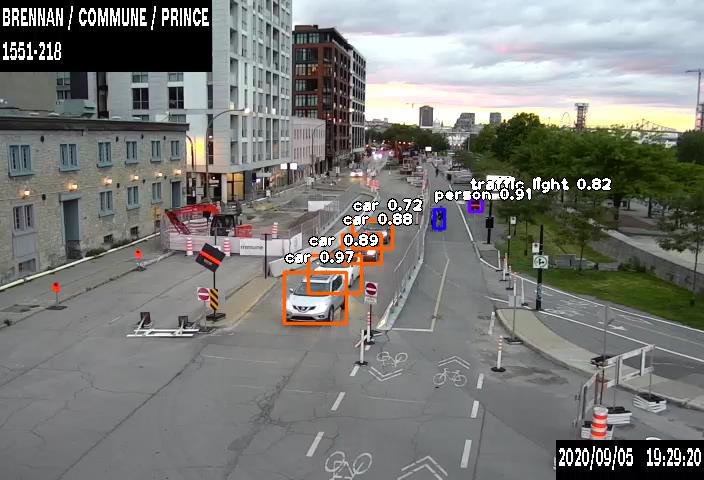 BRENNAN / COMMUNE / PRINCE
1551-218
traffic light 0.82
person 0.91
car 0.72
car 0.88
car 0.89
car 0.97
2020/09/05 19:29:20